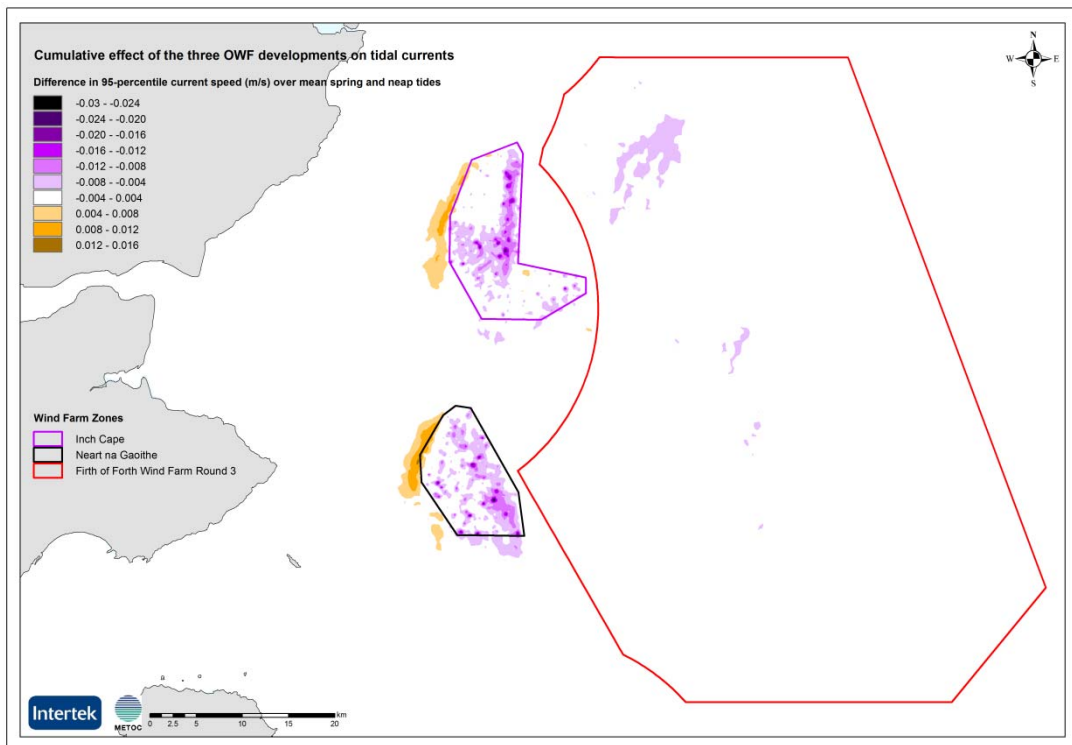 Cumulative effect of the three OWF developments on tidal currents
Difference in 95-percentile current speed (m/s) over mean spring and neap tides
-0.03 - -0.024
-0.024 - -0.020
-0.020 - -0.016
-0.016 - -0.012
-0.012 - -0.008
-0.008 - -0.004
-0.004 - 0.004
0.004 - 0.008
0.008 - 0.012
0.012 - 0.016
N
W E
S
Wind Farm Zones
Inch Cape
Neart na Gaoithe
Firth of Forth Wind Farm Round 3
Intertek
METOC
km
0 2.5 5 10 15 20